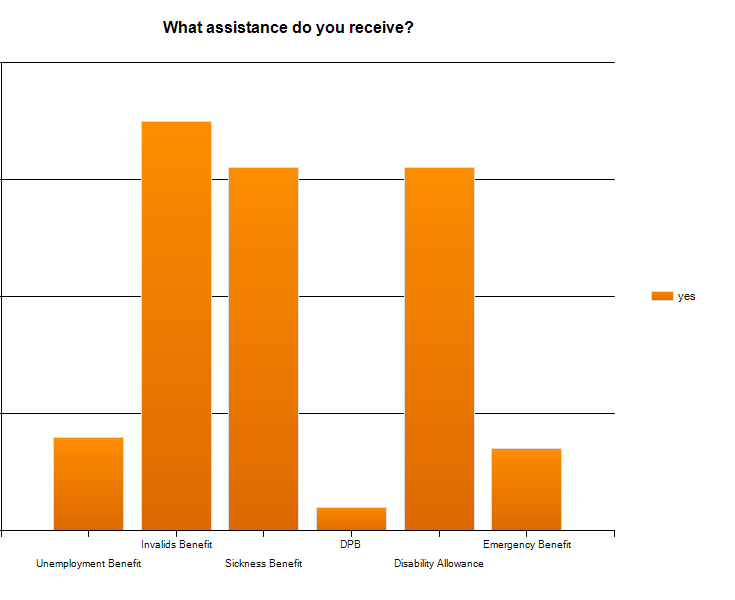 What assistance do you receive?
yes
Invalids Benefit
DPB
Emergency Benefit
Unemployment Benefit
Sickness Benefit
Disability Allowance